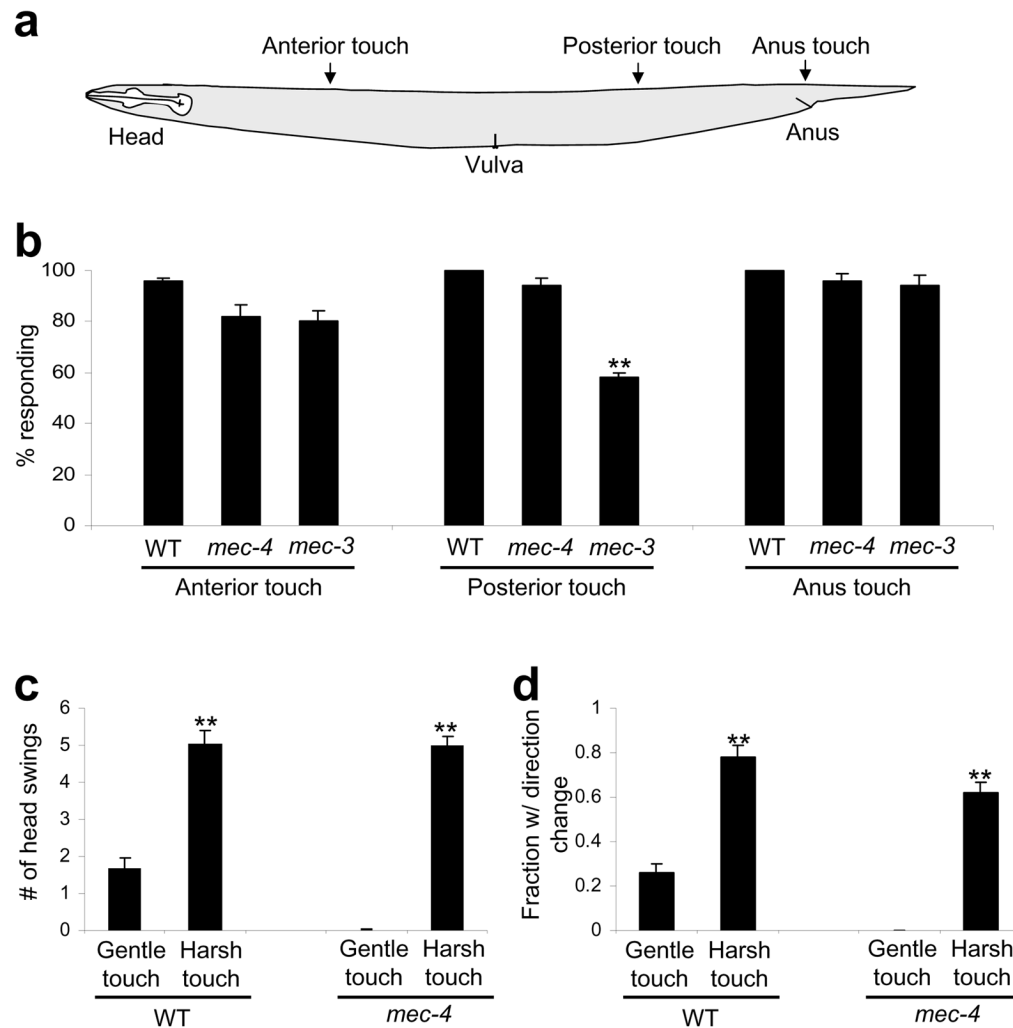 a
Anterior touch Posterior touch Anus touch
Head
Vulva
Anus
b
% responding
100
80
60
40
20
0
**
WT mec-4 mec-3 WT mec-4 mec-3 WT mec-4 mec-3
Anterior touch Posterior touch Anus touch
c
# of head swings
6
5
4
3
2
1
0
** **
Gentle touch Harsh touch Gentle touch Harsh touch
WT mec-4
d
Fraction w/ direction
change
1
0.8
0.6
0.4
0.2
0
** **
Gentle touch Harsh touch Gentle touch Harsh touch
WT mec-4